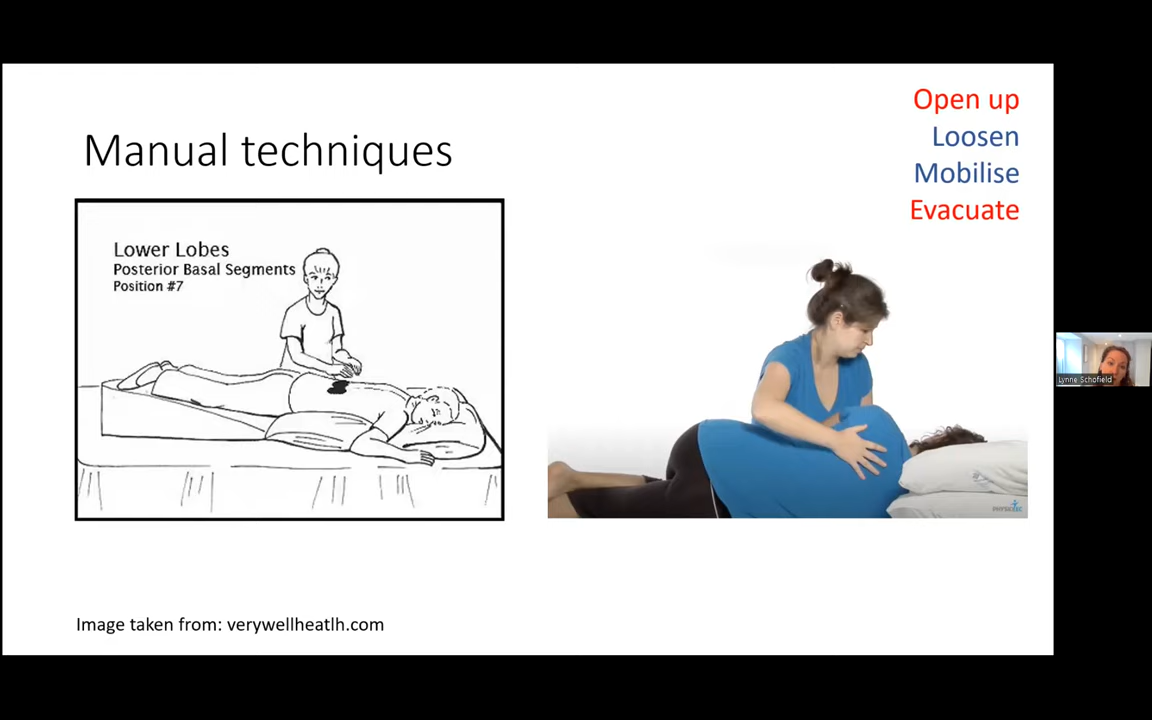 Open up
Loosen
Mobilise
Evacuate
Manual techniques
Lower Lobes
Posterior Basal Segments
Position #7
Lynne Schofield
Image taken from: verywellheatlh.com